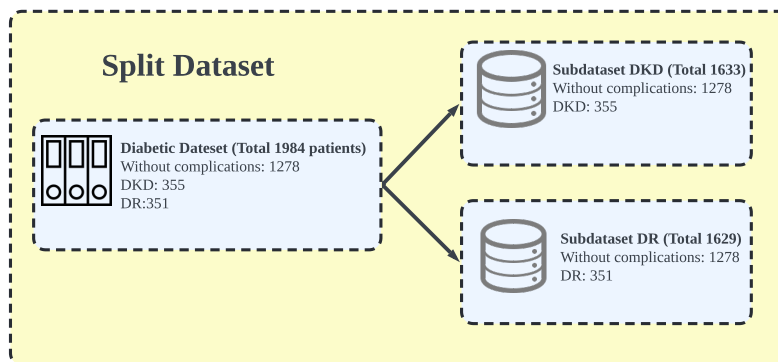 Split Dataset
Diabetic Dateset (Total 1984 patients)
Without complications: 1278
DKD: 355
DR:351
Subdataset DKD (Total 1633)
Without complications: 1278
DKD: 355
Subdataset DR (Total 1629)
Without complications: 1278
DR: 351